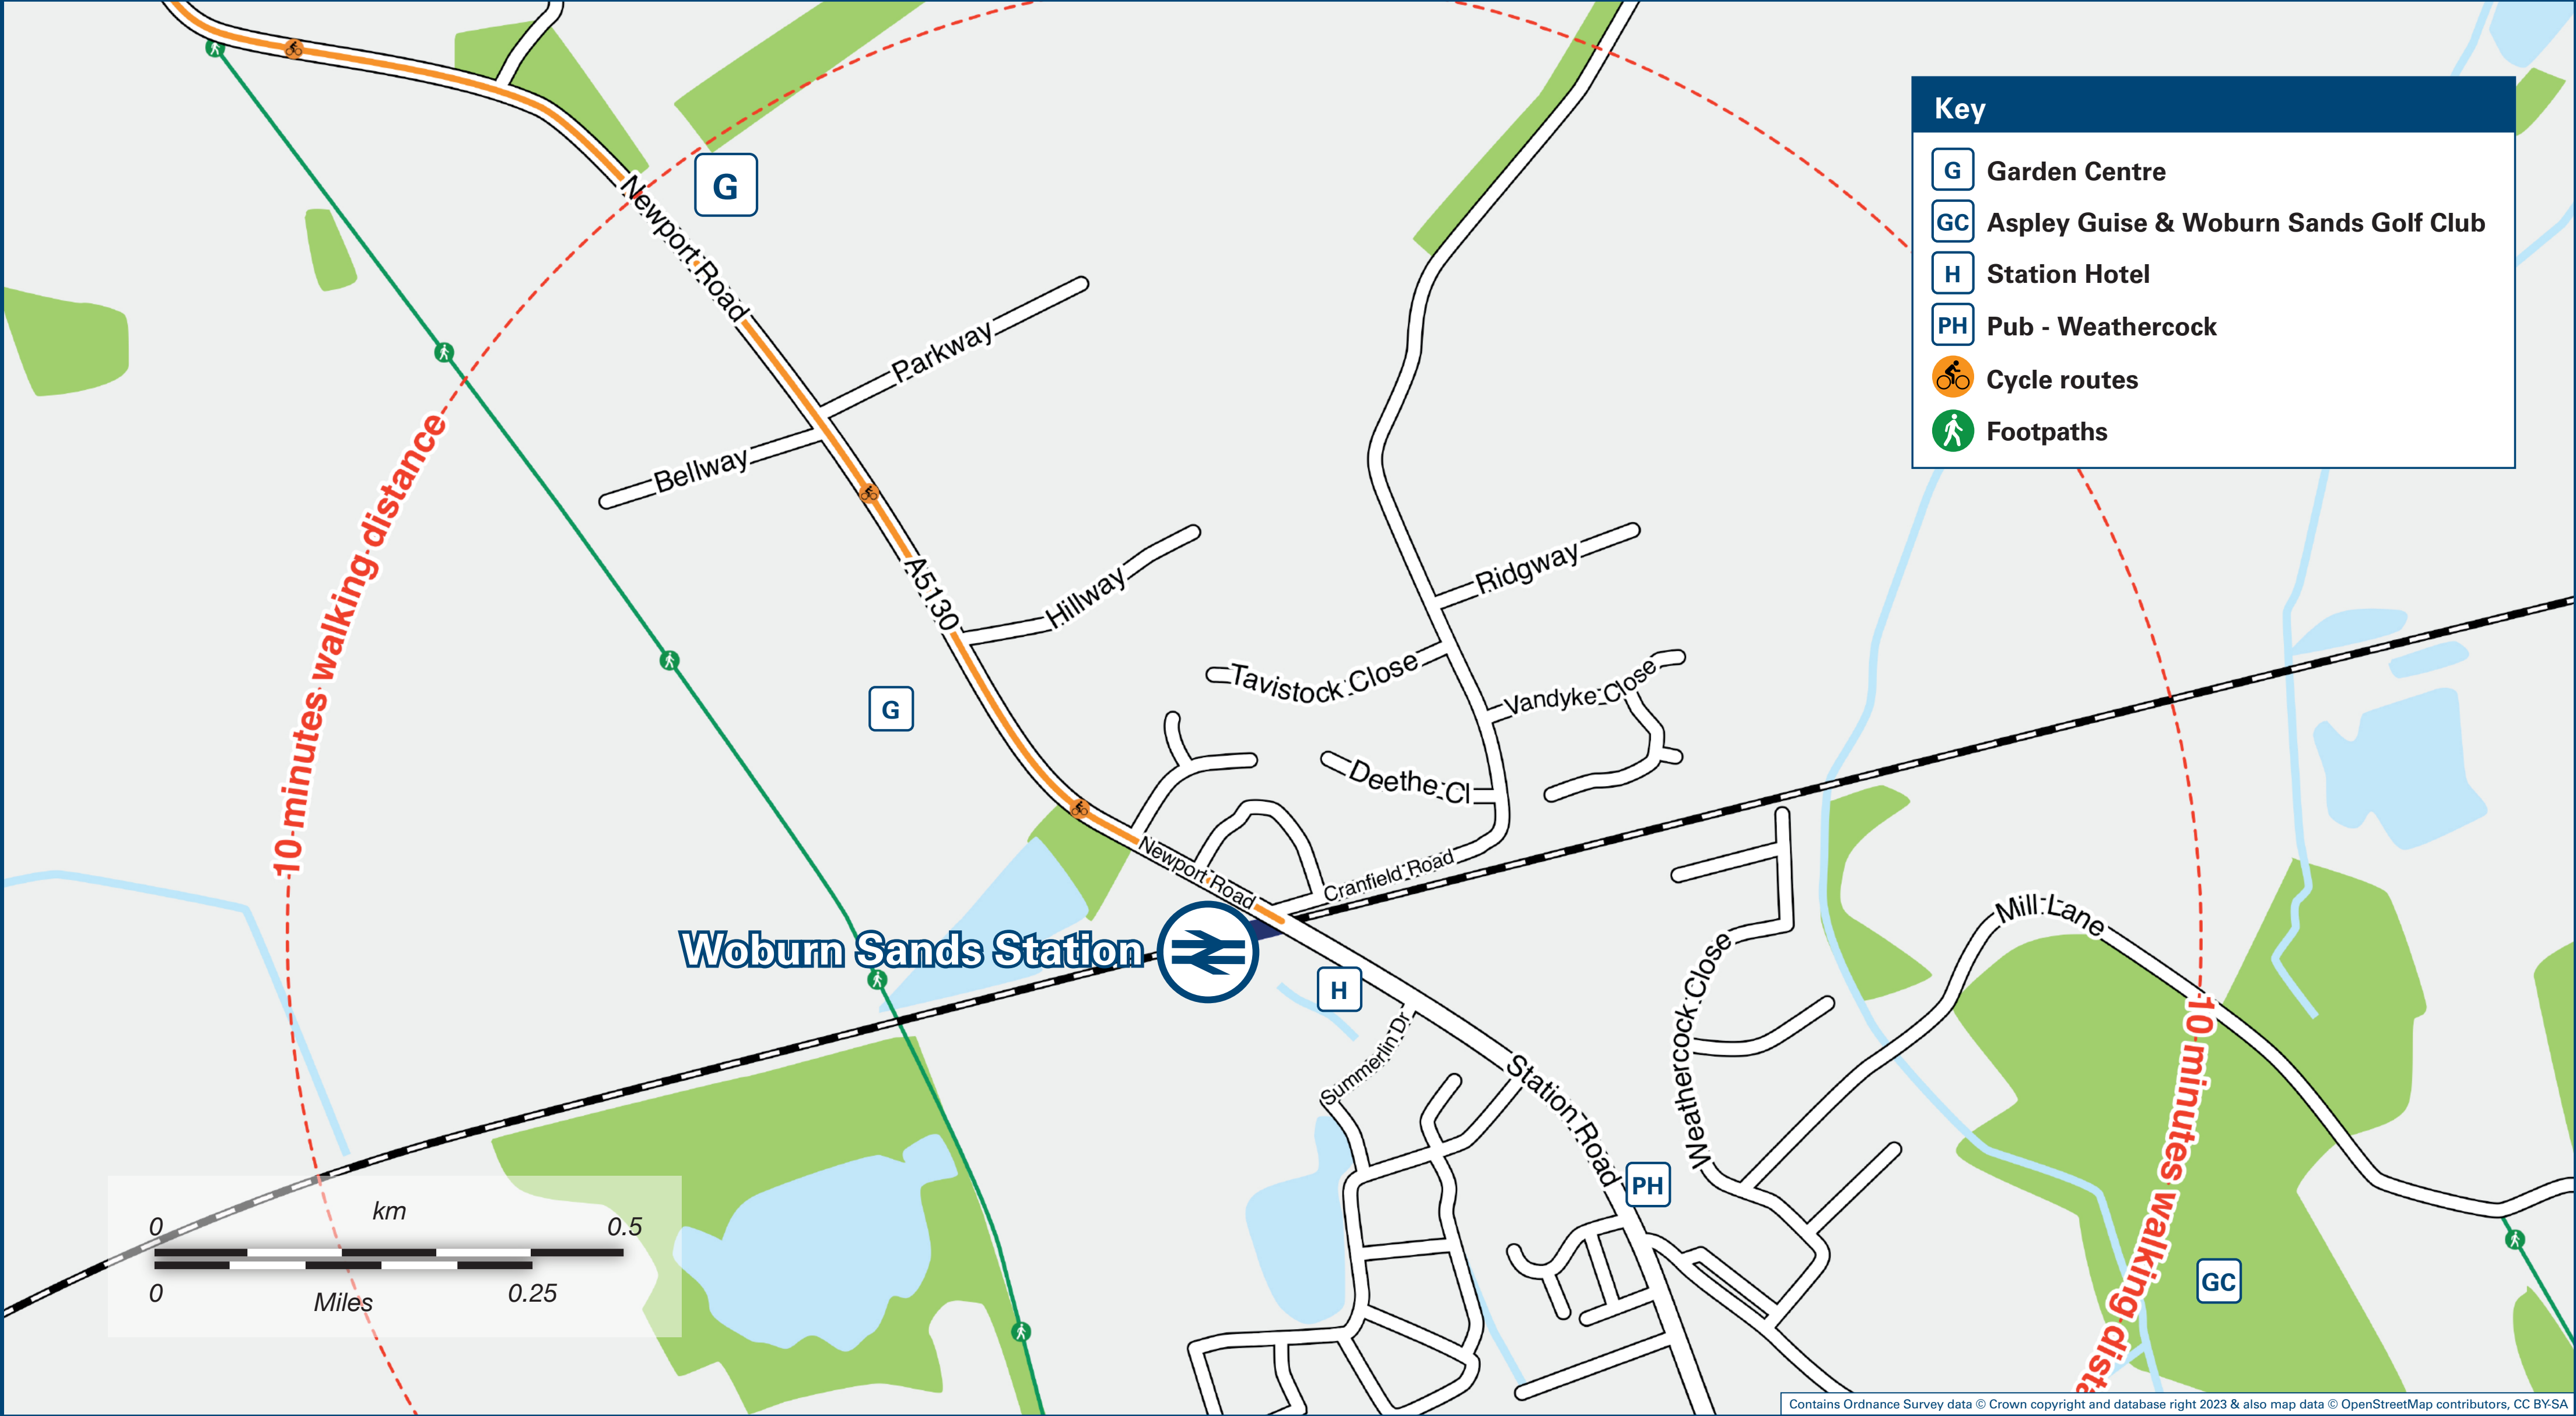 Key
G Garden Centre
GC Aspley Guise & Woburn Sands Golf Club
H Station Hotel
PH Pub - Weathercock
Cycle routes
Footpaths
G
Newport Road
Parkway
Bellway
10 minutes walking distance
A5130
Hillway
Ridgway
Tavistock Close
Vandyke Close
G
Deethe Cl
Newport Road
Cranfield Road
Woburn Sands Station
H
Mill Lane
Weathercock Close
Summerlin Dr
Station Road
PH
10 minutes walking dista
GC
km
0 0.5
0 0.25
Miles
Contains Ordnance Survey data © Crown copyright and database right 2023 & also map data © OpenStreetMap contributors, CC BY-SA